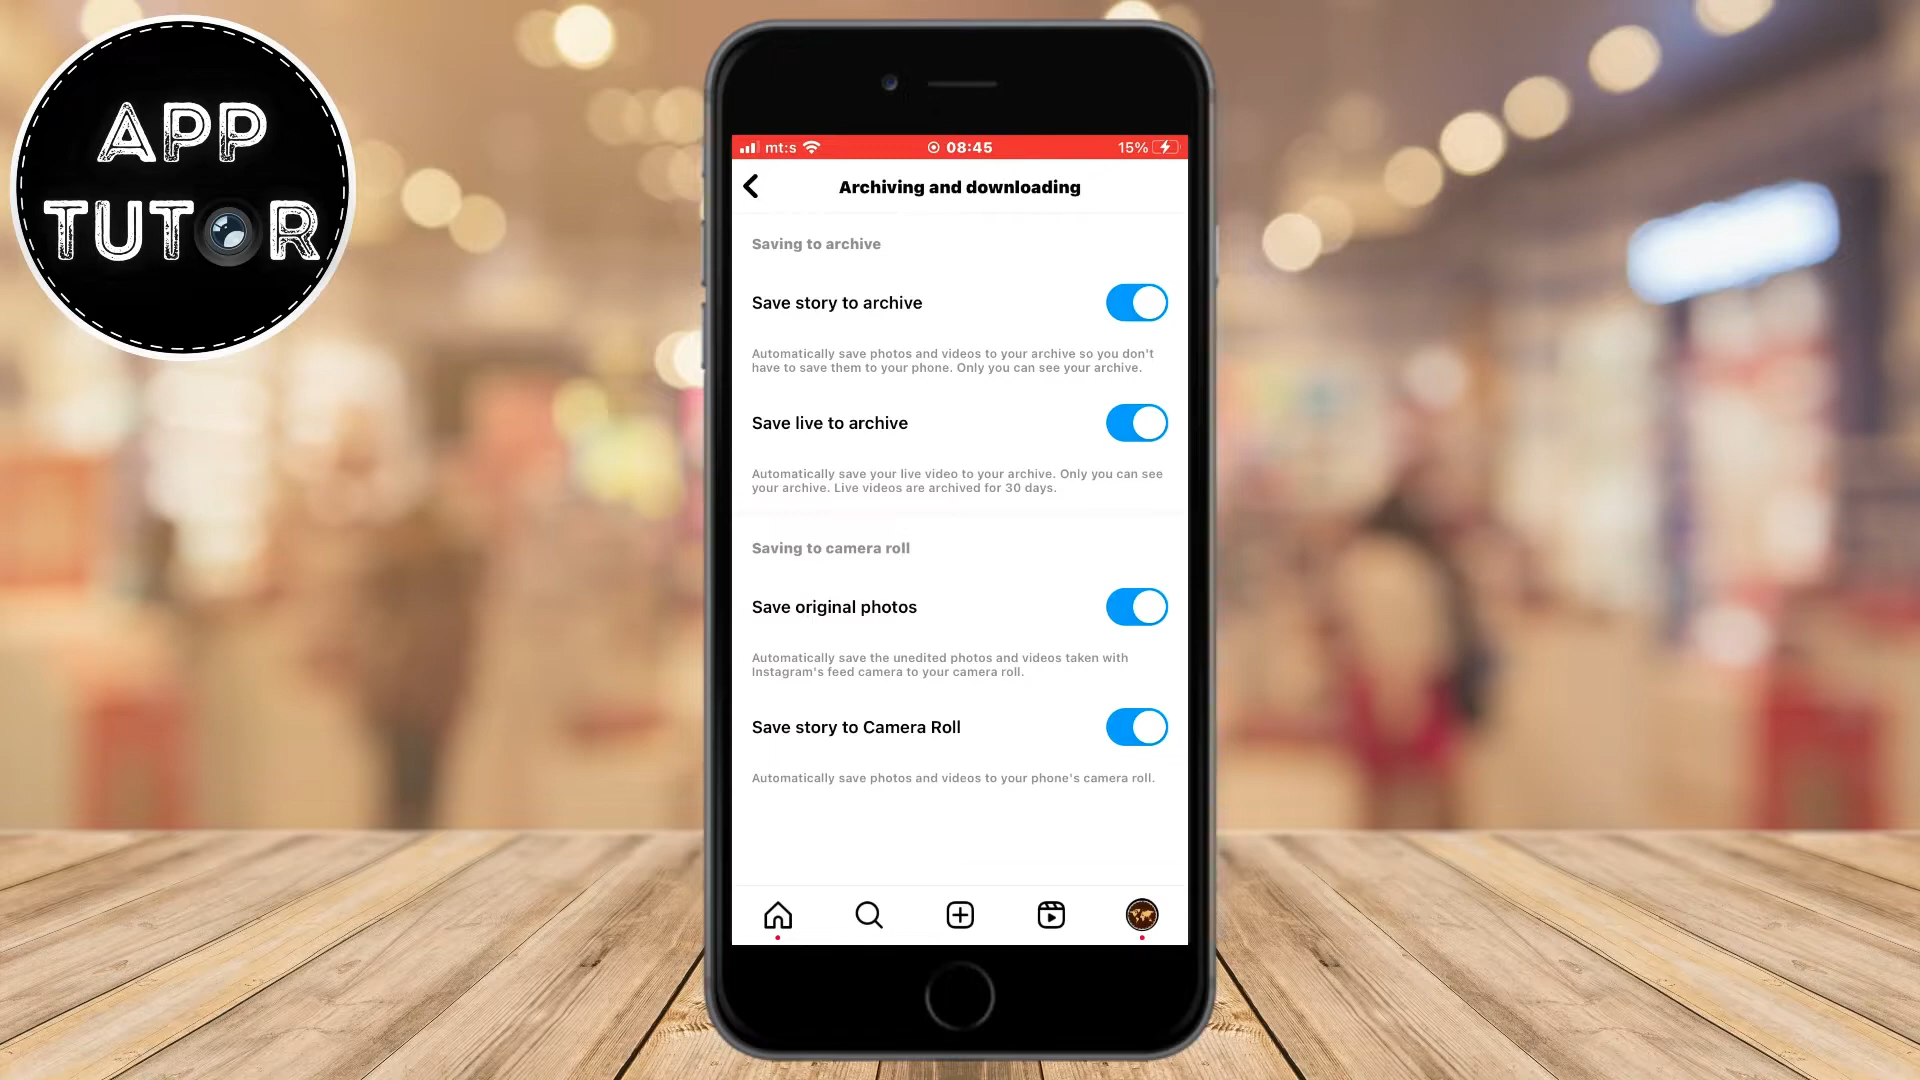 APP
TUTOR
mt:s 08:45 15%
Archiving and downloading
Saving to archive
Save story to archive
Automatically save photos and videos to your archive so you don't
have to save them to your phone. Only you can see your archive.
Save live to archive
Automatically save your live video to your archive. Only you can see
your archive. Live videos are archived for 30 days.
Saving to camera roll
Save original photos
Automatically save the unedited photos and videos taken with
Instagram's feed camera to your camera roll.
Save story to Camera Roll
Automatically save photos and videos to your phone's camera roll.